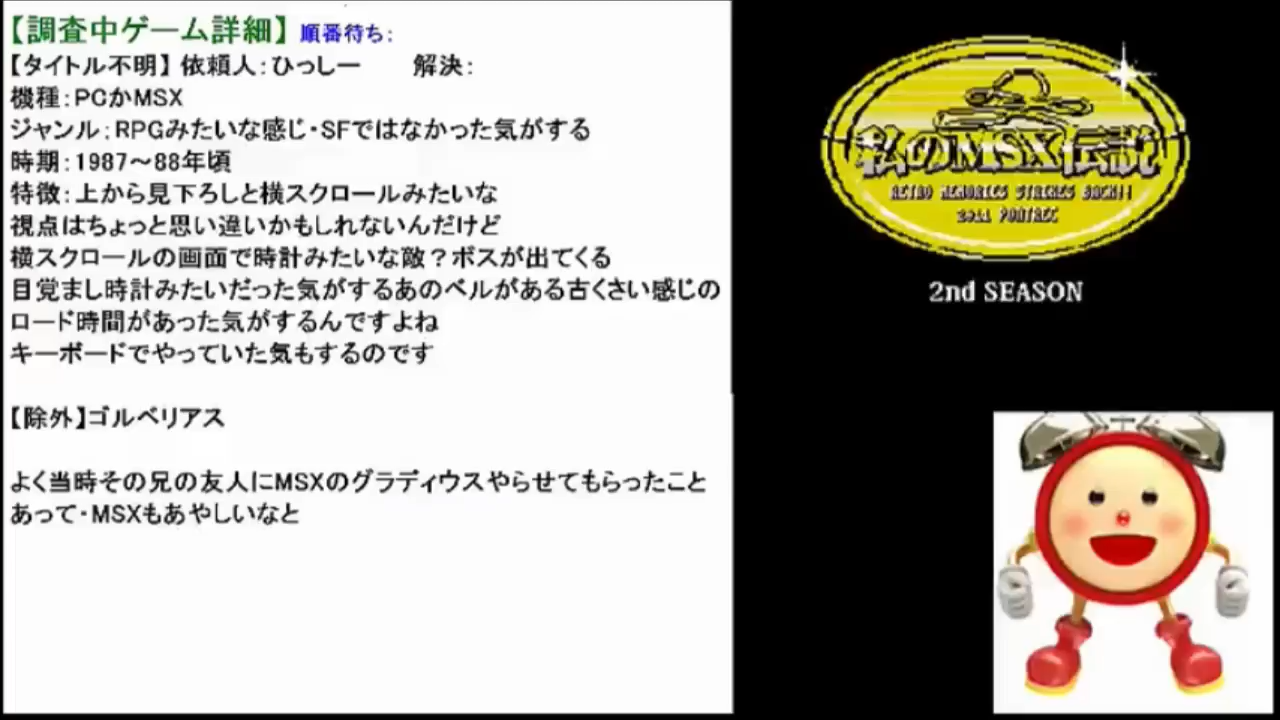 【調査中ゲーム詳細】 順番待ち：
【タイトル不明】 依頼人：ひっしー　　解決：
機種：PCかMSX
ジャンル：RPGみたいな感じ・SFではなかった気がする
時期：1987～88年頃
特徴：上から見下ろしと横スクロールみたいな
視点はちょっと思い違いかもしれないんだけど
横スクロールの画面で時計みたいな敵？ボスが出てくる
目覚まし時計みたいだった気がするあのベルがある古くさい感じの
ロード時間があった気がするんですよね
キーボードでやっていた気もするのです
【除外】ゴルベリアス
よく当時その兄の友人にMSXのグラディウスやらせてもらったこと
あって・MSXもあやしいなと
私のMSX伝説
RETRO MEMORIES STRIKES BACK!!
2011 PONTREC
2nd SEASON